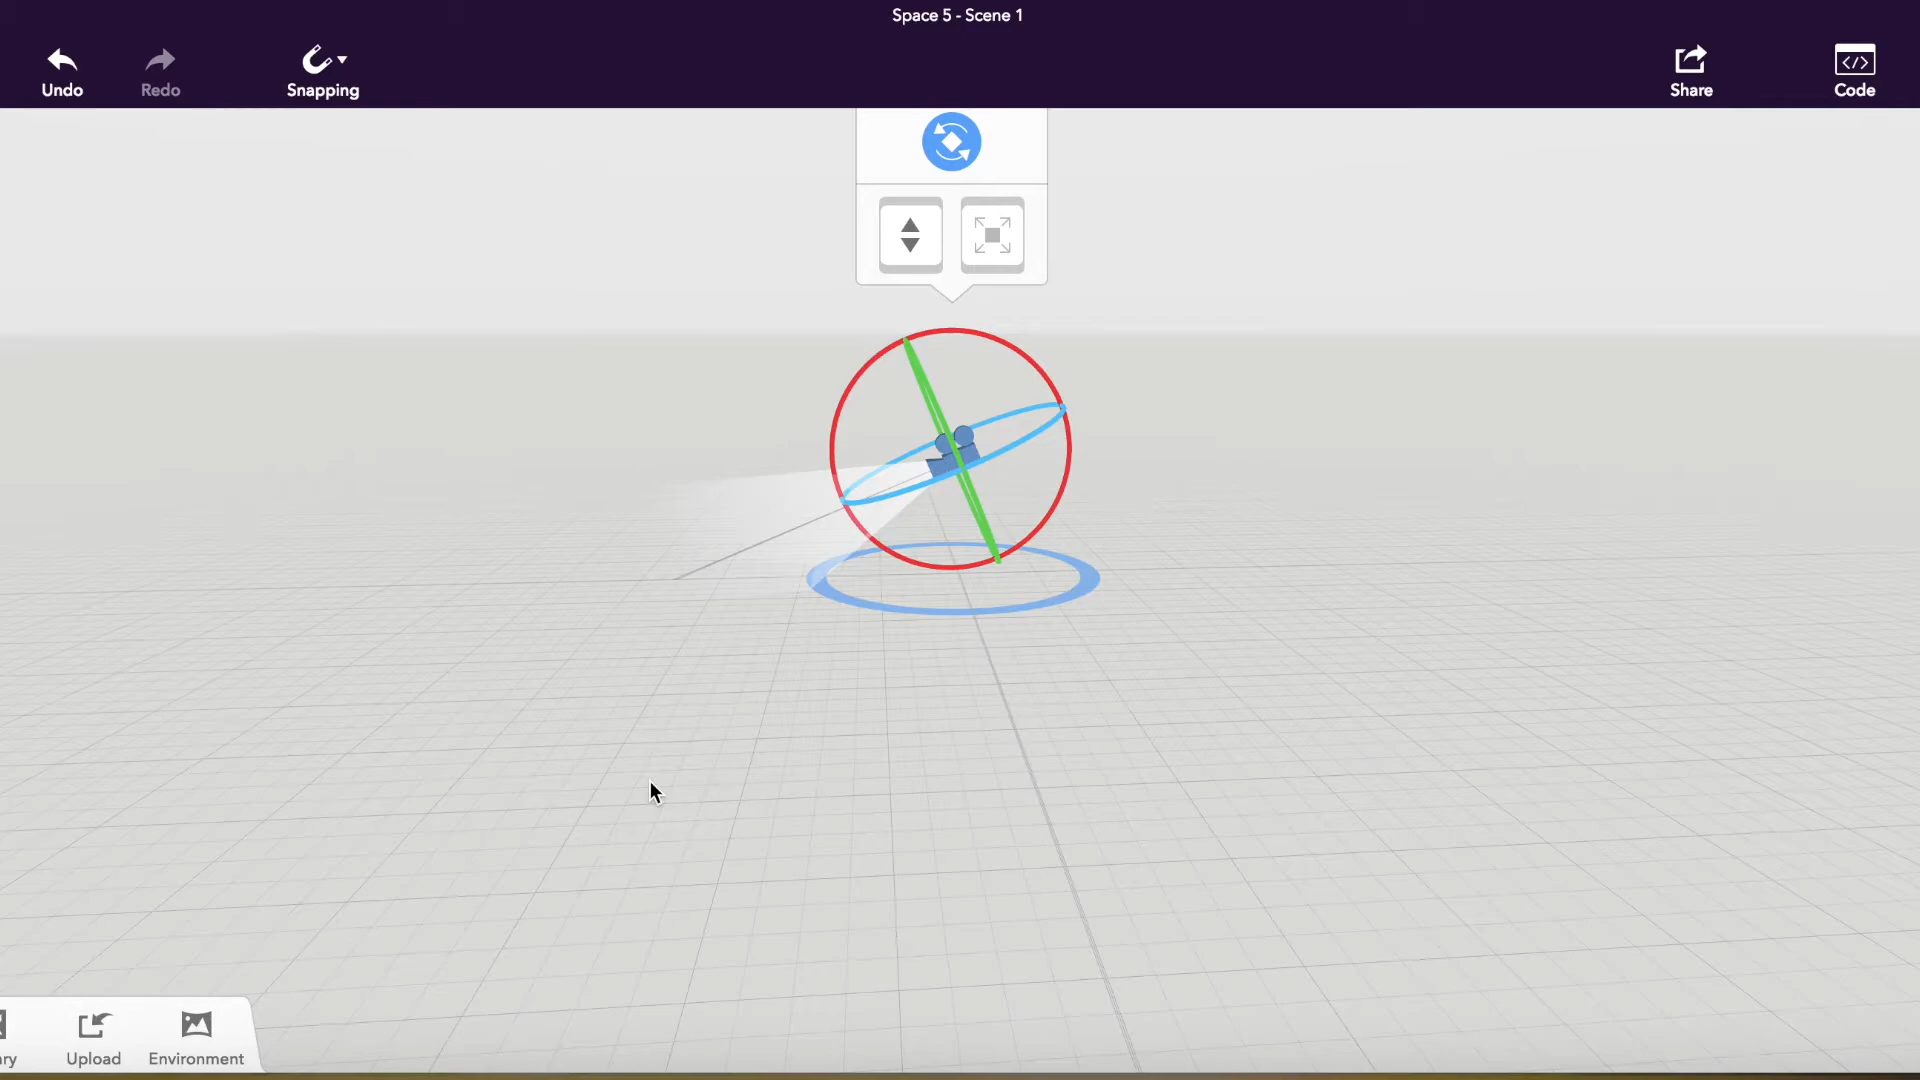 Space 5 - Scene 1
Undo
Redo
Snapping
Share
Code
Upload
Environment